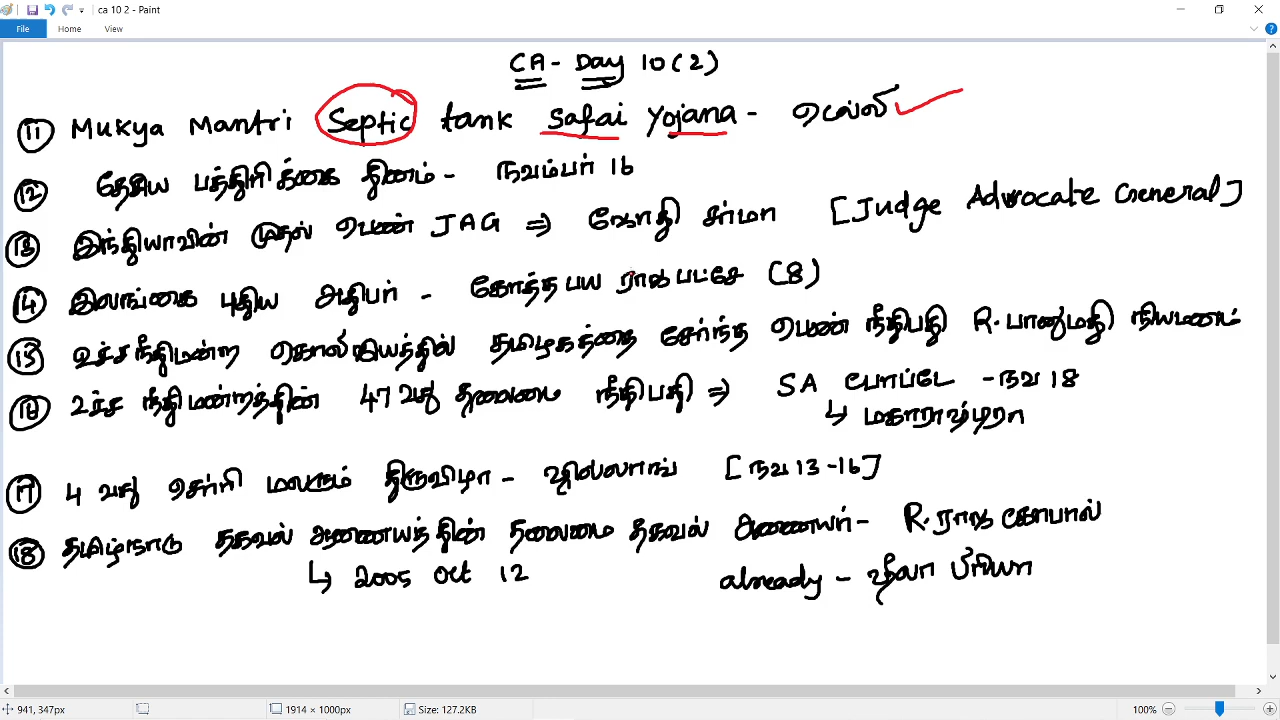 ca 10 2 - Paint
File Home View
CA - Day 10 (2)
11 Mukya Mantri Septic tank safai Yojana - டெல்லி
12 தேசிய பத்திரிக்கை தினம் - நவம்பர் 16
13 இந்தியாவின் முதல் பெண் JAG ⇒ ஜோதி சர்மா [Judge Advocate General]
14 இலங்கை புதிய அதிபர் - கோத்தபய ராஜபட்சே (8)
15 உச்சநீதிமன்ற கொலிஜியத்தில் தமிழகத்தை சேர்ந்த பெண் நீதிபதி R. பானுமதி நியமனம்
16 உச்ச நீதிமன்றத்தின் 47 வது தலைமை நீதிபதி ⇒ SA போப்டே - நவ 18
↳ மகாராஷ்டிரா
17 4 வது செர்ரி மலரும் திருவிழா - ஷில்லாங் [நவ 13-16]
18 தமிழ்நாடு தகவல் ஆணையத்தின் தலைமை தகவல் ஆணையர் - R. ராஜகோபால்
↳ 2005 Oct 12 already - ஷீலா பிரியா
941, 347px 1914 × 1000px Size: 127.2KB 100%